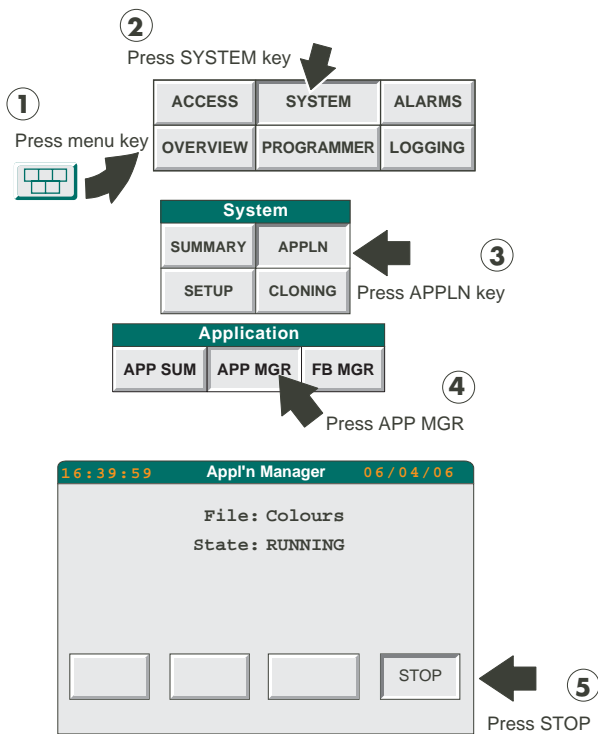 2
Press SYSTEM key
1
Press menu key
ACCESS SYSTEM ALARMS
OVERVIEW PROGRAMMER LOGGING
System
SUMMARY APPLN
SETUP CLONING
3
Press APPLN key
Application
APP SUM APP MGR FB MGR
4
Press APP MGR
16:39:59 Appl'n Manager 06/04/06
File: Colours
State: RUNNING
STOP
5
Press STOP